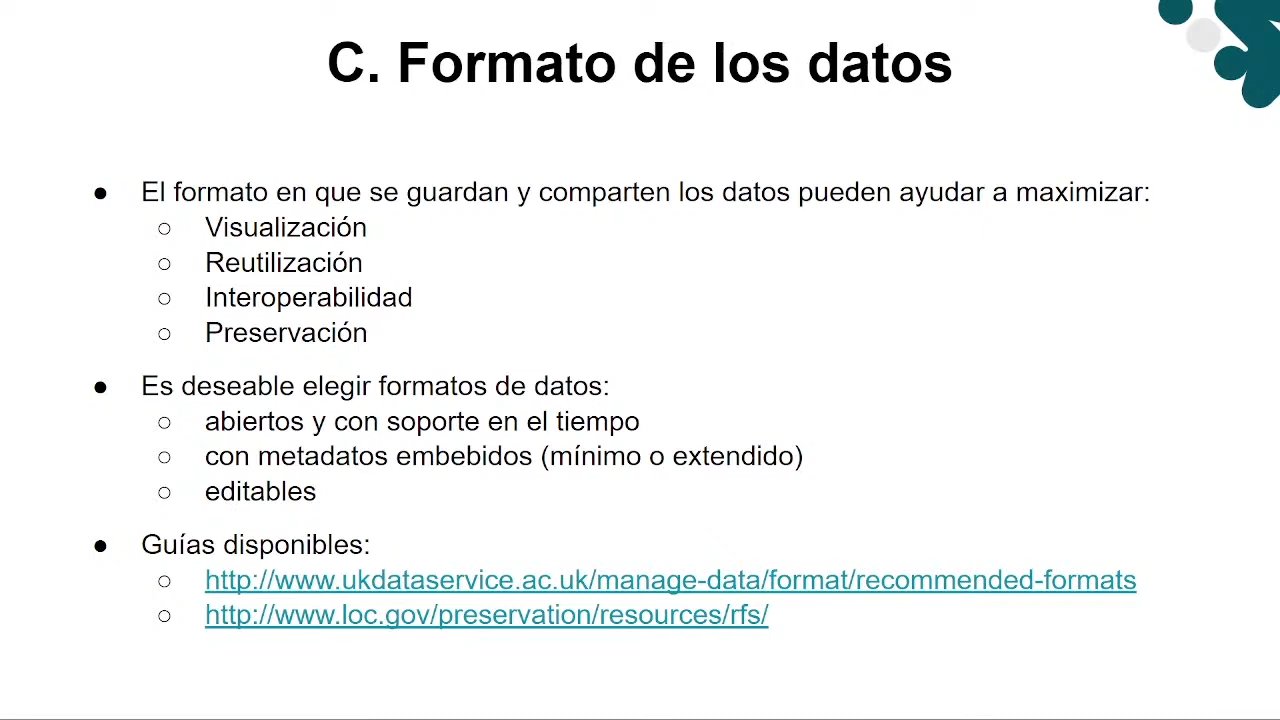 C. Formato de los datos
● El formato en que se guardan y comparten los datos pueden ayudar a maximizar:
○ Visualización
○ Reutilización
○ Interoperabilidad
○ Preservación
● Es deseable elegir formatos de datos:
○ abiertos y con soporte en el tiempo
○ con metadatos embebidos (mínimo o extendido)
○ editables
● Guías disponibles:
○ http://www.ukdataservice.ac.uk/manage-data/format/recommended-formats
○ http://www.loc.gov/preservation/resources/rfs/